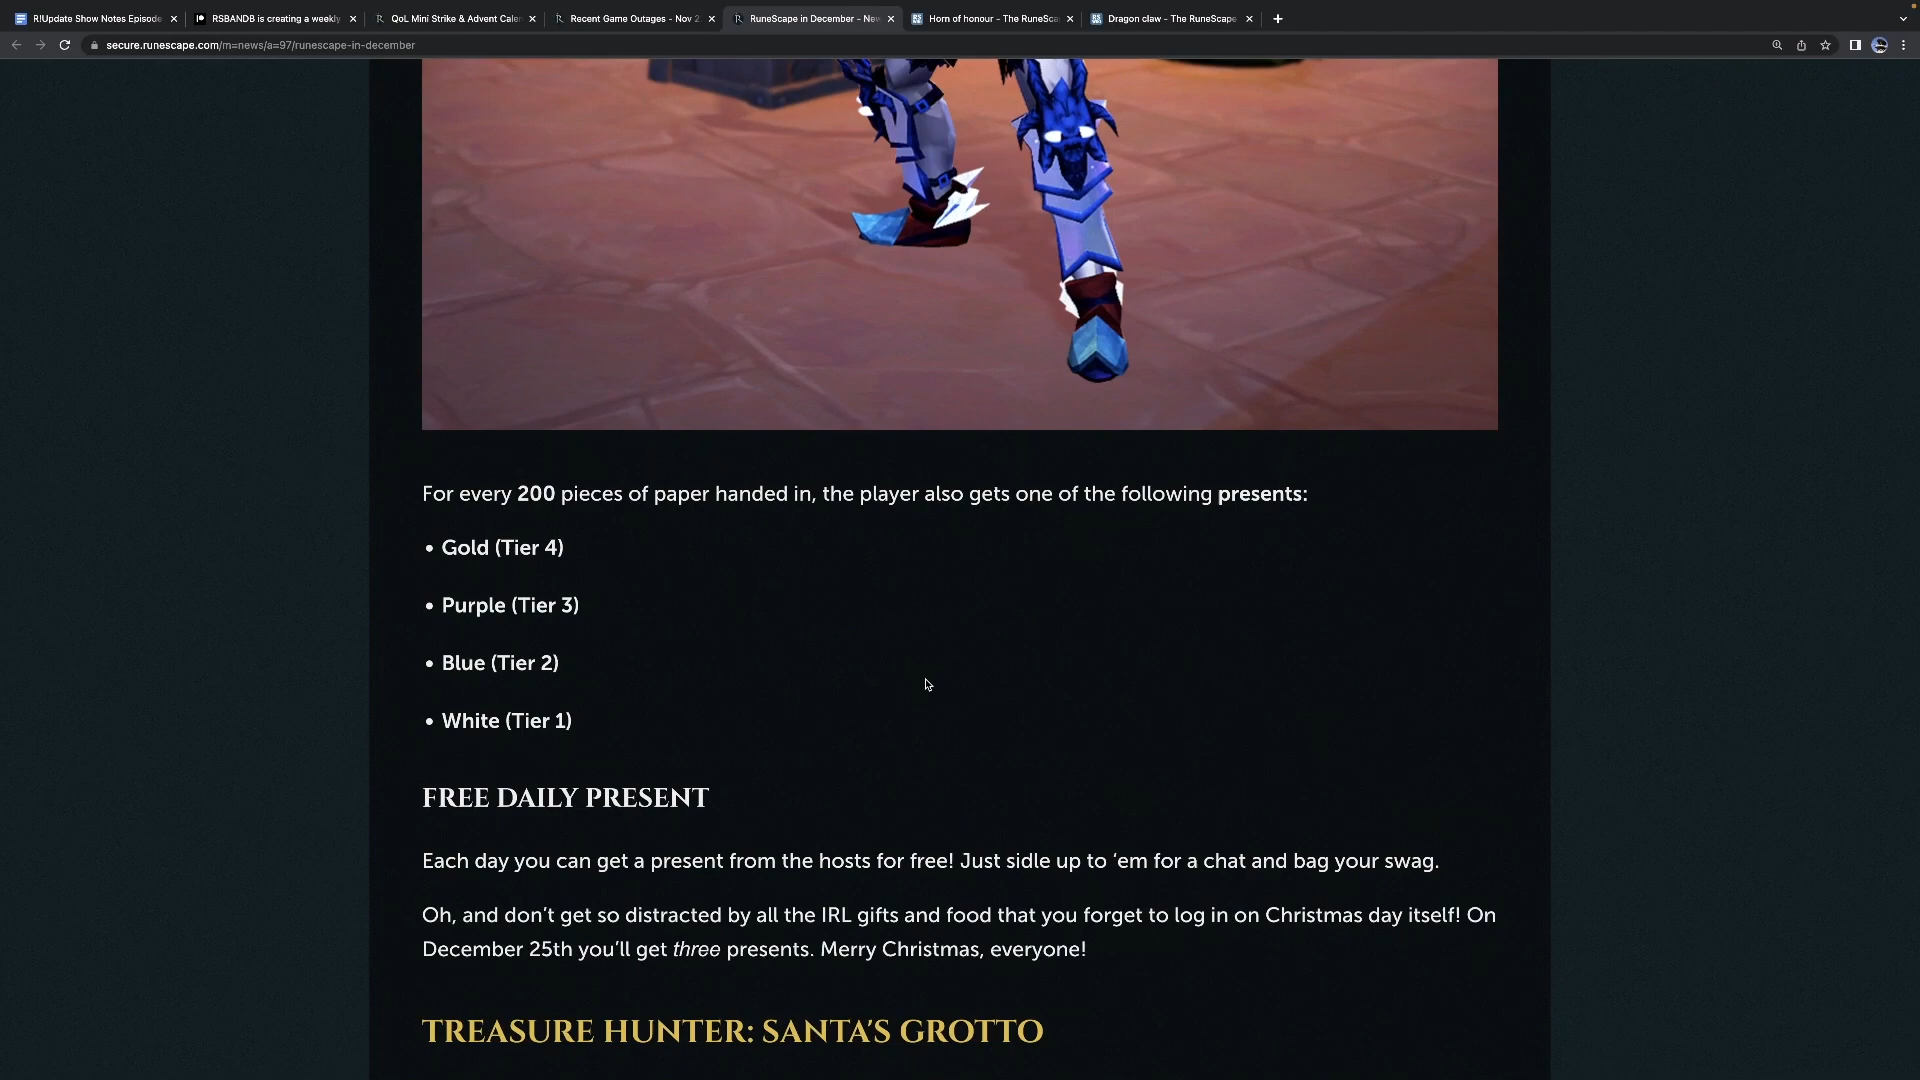 R!Update Show Notes Episode
RSBANDB is creating a weekly
QoL Mini Strike & Advent Caler
Recent Game Outages - Nov 2
RuneScape in December - New
Horn of honour - The RuneSca
Dragon claw - The RuneScape
secure.runescape.com/m=news/a=97/runescape-in-december
For every 200 pieces of paper handed in, the player also gets one of the following presents:
• Gold (Tier 4)
• Purple (Tier 3)
• Blue (Tier 2)
• White (Tier 1)
FREE DAILY PRESENT
Each day you can get a present from the hosts for free! Just sidle up to ‘em for a chat and bag your swag.
Oh, and don’t get so distracted by all the IRL gifts and food that you forget to log in on Christmas day itself! On
December 25th you’ll get three presents. Merry Christmas, everyone!
TREASURE HUNTER: SANTA'S GROTTO